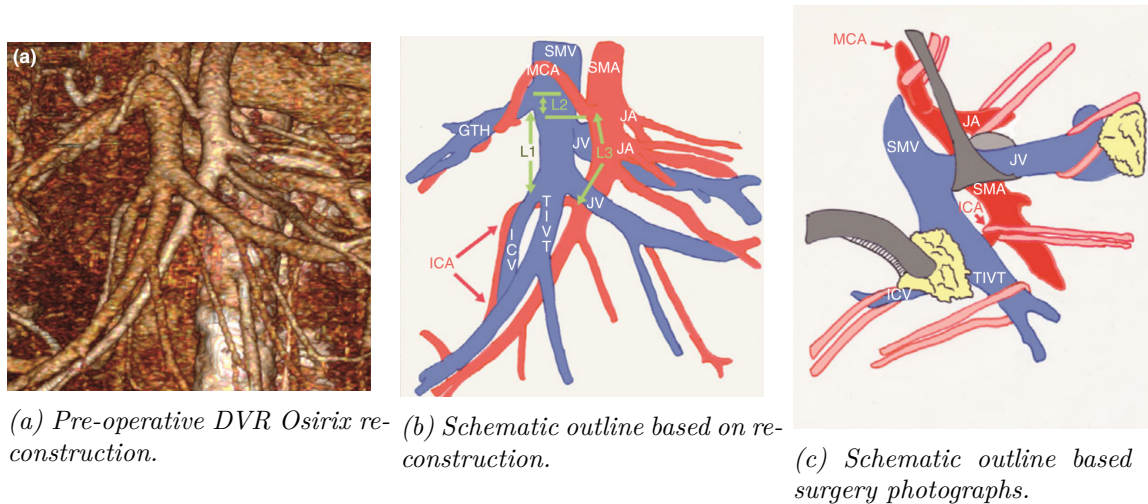 (a)
SMV
MCA
SMA
L2
GTH
JA
L1
JV
L3
JA
T
I
V
T
JV
I
C
V
ICA
MCA
JA
SMV
JV
SMA
ICA
TIVT
ICV
(a) Pre-operative DVR Osirix re-
construction.
(b) Schematic outline based on re-
construction.
(c) Schematic outline based
surgery photographs.